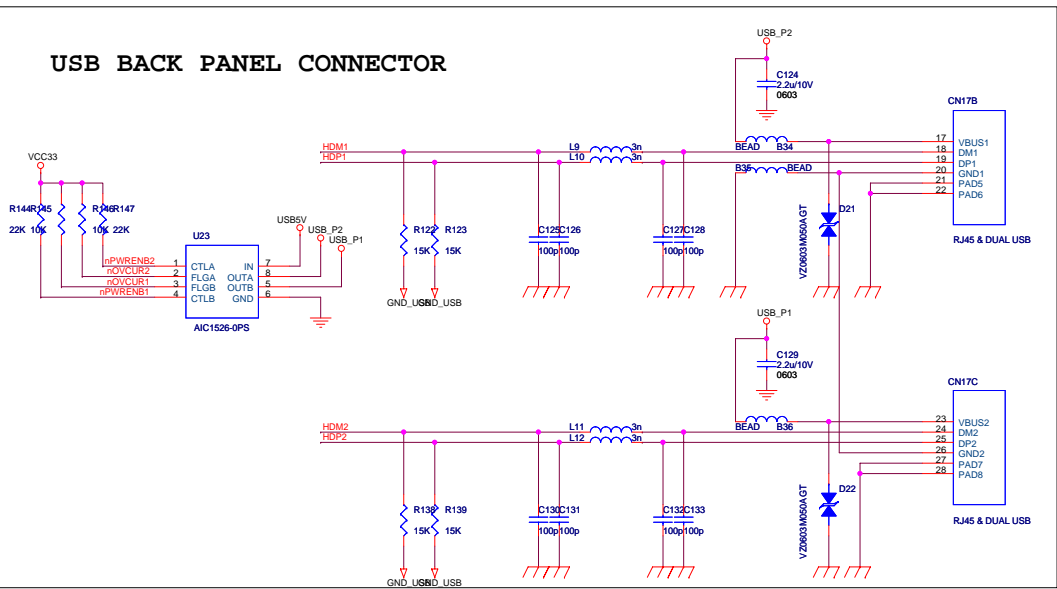 USB BACK PANEL CONNECTOR
USB_P2
C124
2.2u/10V
0603
CN17B
HDM1
HDP1
L9 3n
L10 3n
BEAD B34
B35 BEAD
17 VBUS1
18 DM1
19 DP1
20 GND1
21 PAD5
22 PAD6
RJ45 & DUAL USB
VCC33
R144 R145 R146 R147
22K 10K 10K 22K
U23
USB5V
USB_P2
USB_P1
nPWRENB2 1 CTLA IN 7
nOVCUR2 2 FLGA OUTA 8
nOVCUR1 3 FLGB OUTB 5
nPWRENB1 4 CTLB GND 6
AIC1526-0PS
R122 R123
15K 15K
GND_USB GND_USB
C125 C126
100p 100p
C127 C128
100p 100p
D21
VZ0603M050AGT
USB_P1
C129
2.2u/10V
0603
CN17C
HDM2
HDP2
L11 3n
L12 3n
BEAD B36
23 VBUS2
24 DM2
25 DP2
26 GND2
27 PAD7
28 PAD8
RJ45 & DUAL USB
R138 R139
15K 15K
GND_USB GND_USB
C130 C131
100p 100p
C132 C133
100p 100p
D22
VZ0603M050AGT